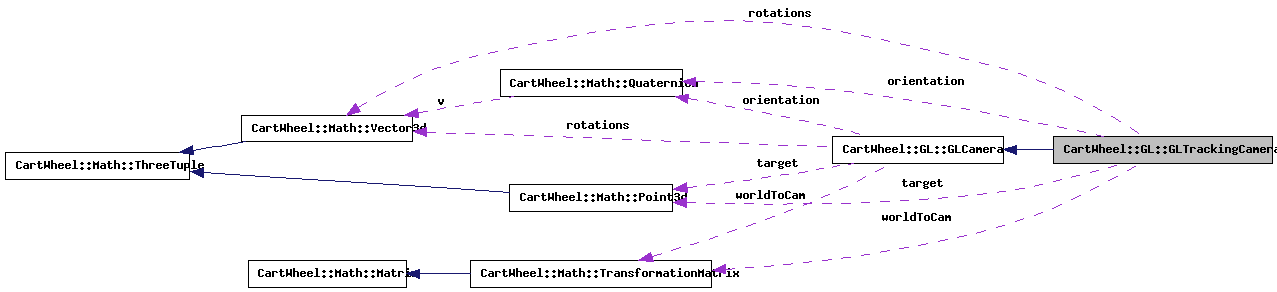 rotations
CartWheel::Math::Quaternion
orientation
v
orientation
CartWheel::Math::Vector3d
rotations
CartWheel::GL::GLCamera
CartWheel::GL::GLTrackingCamera
CartWheel::Math::ThreeTuple
target
target
CartWheel::Math::Point3d
worldToCam
worldToCam
CartWheel::Math::Matrix
CartWheel::Math::TransformationMatrix